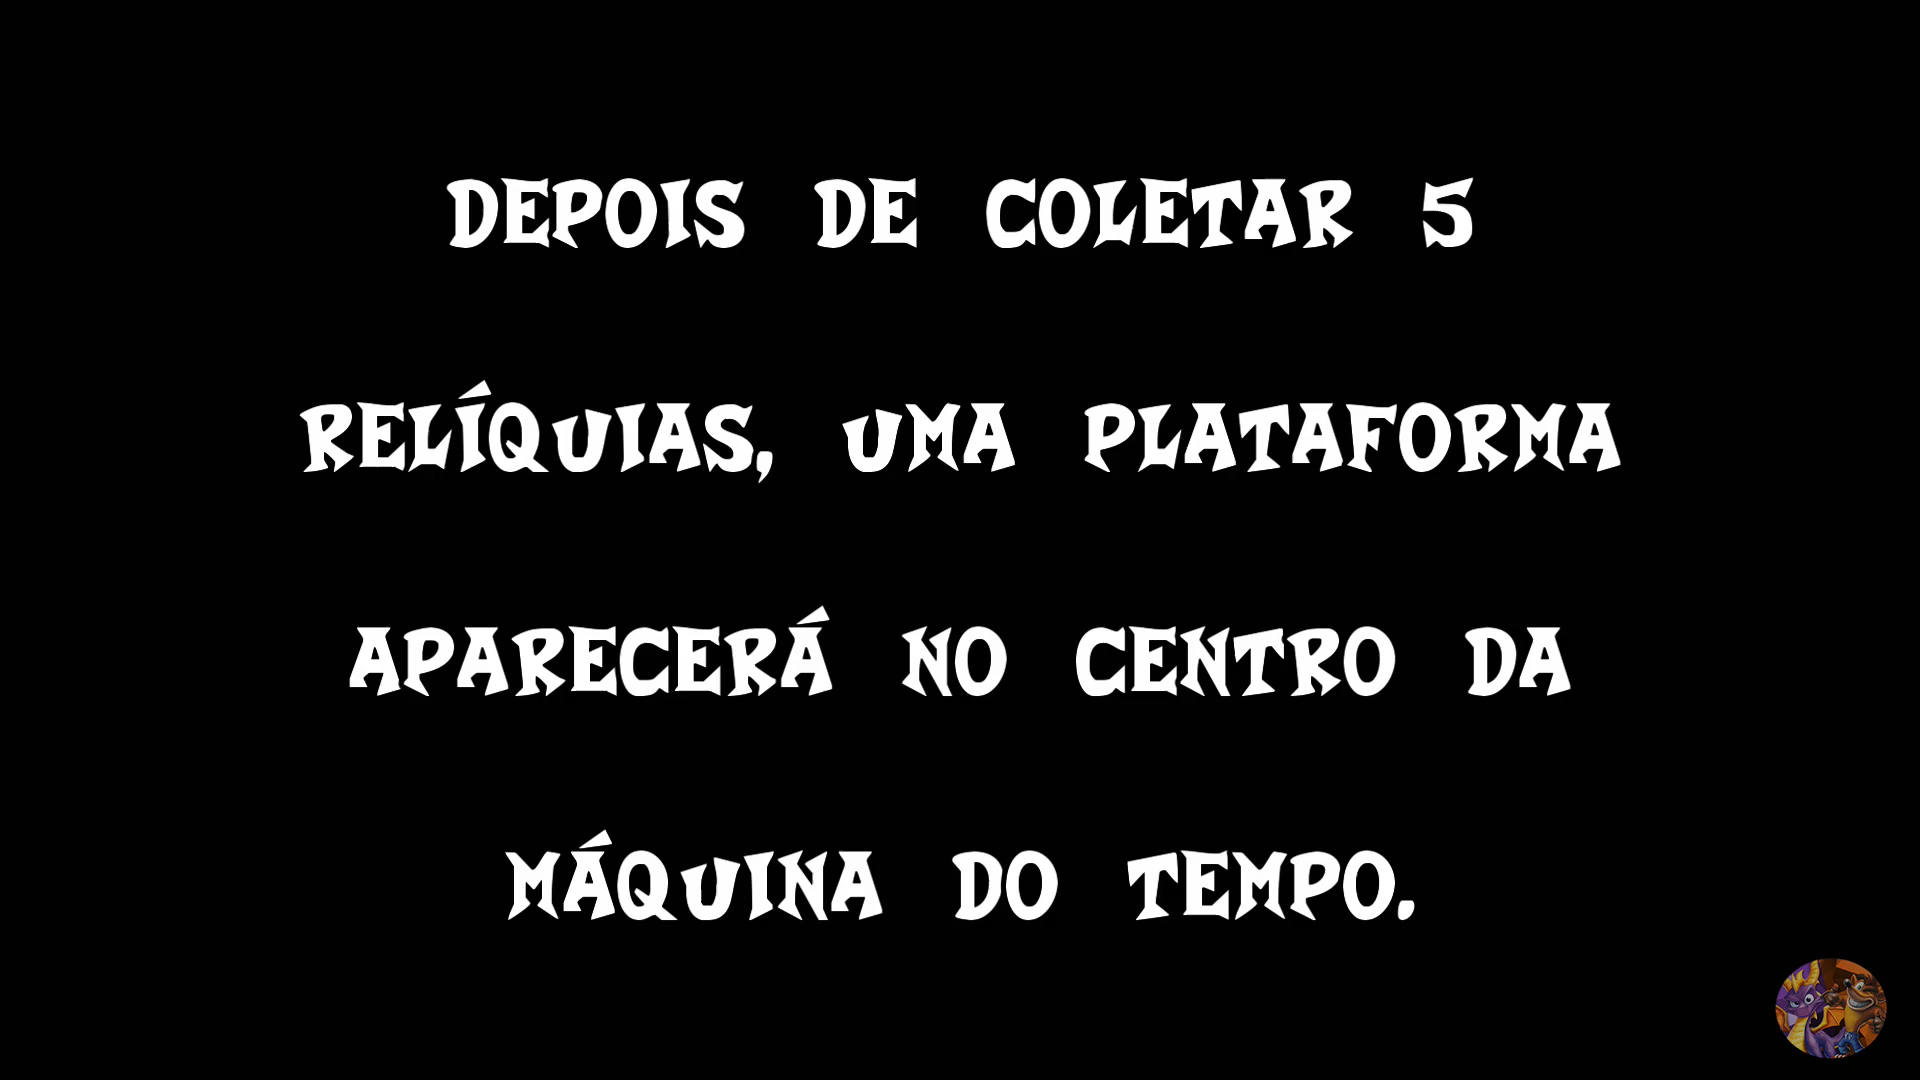 DEPOIS DE COLETAR 5
RELÍQUIAS, UMA PLATAFORMA
APARECERÁ NO CENTRO DA
MÁQUINA DO TEMPO.